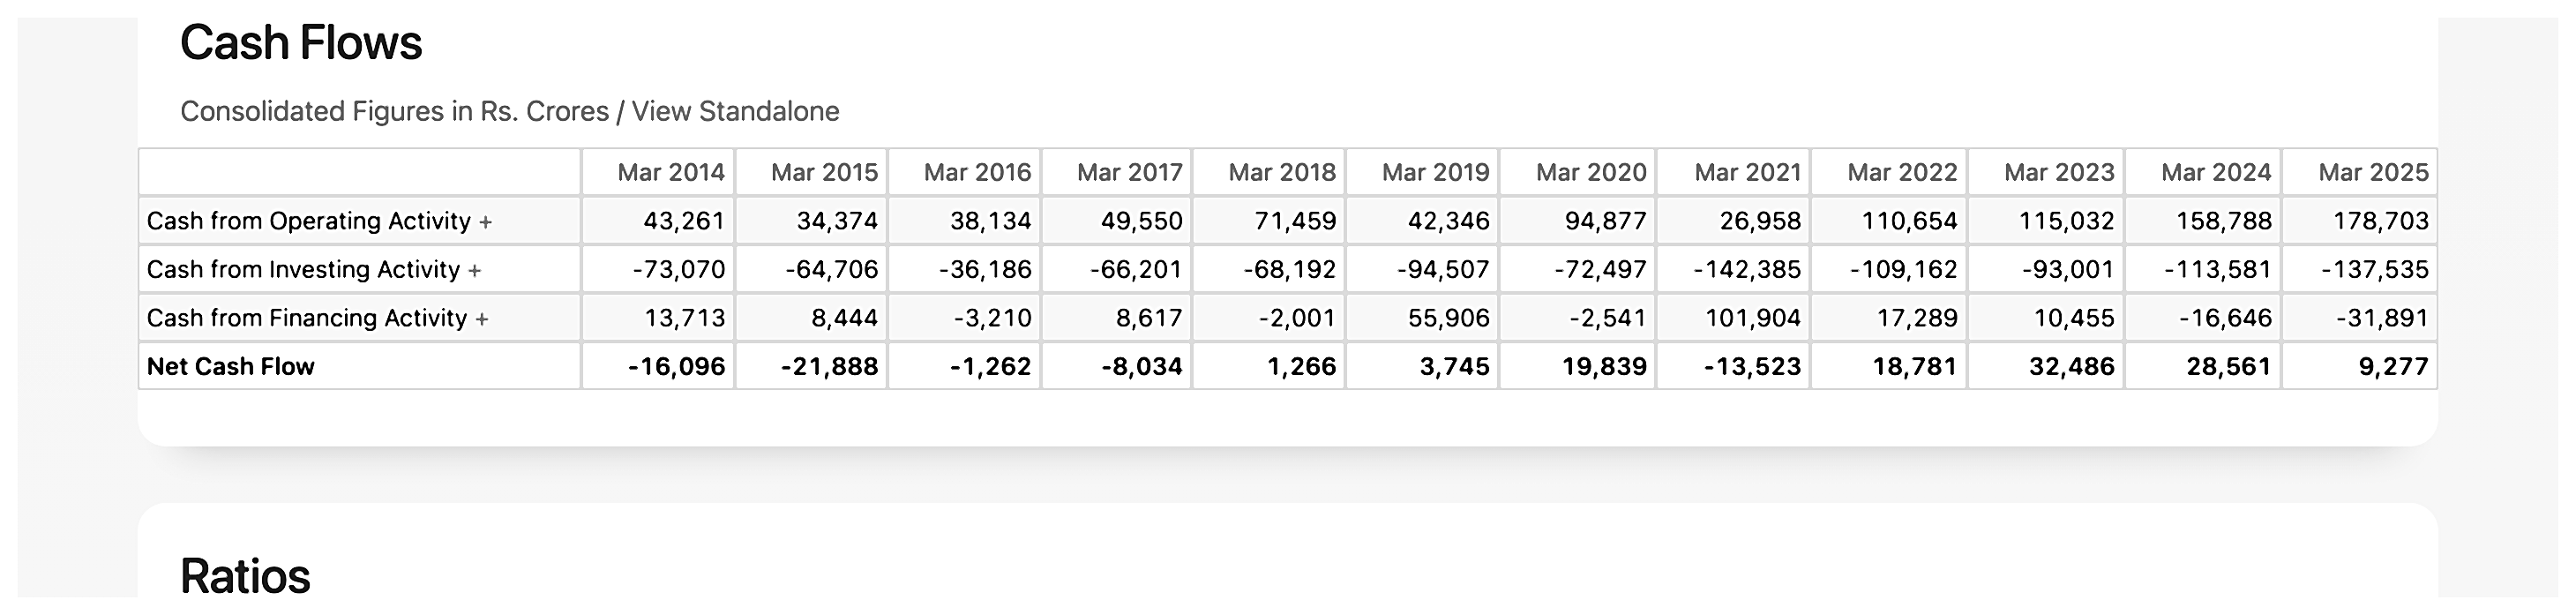 Cash Flows
Consolidated Figures in Rs. Crores / View Standalone
Mar 2014 Mar 2015 Mar 2016 Mar 2017 Mar 2018 Mar 2019 Mar 2020 Mar 2021 Mar 2022 Mar 2023 Mar 2024 Mar 2025
Cash from Operating Activity + 43,261 34,374 38,134 49,550 71,459 42,346 94,877 26,958 110,654 115,032 158,788 178,703
Cash from Investing Activity + -73,070 -64,706 -36,186 -66,201 -68,192 -94,507 -72,497 -142,385 -109,162 -93,001 -113,581 -137,535
Cash from Financing Activity + 13,713 8,444 -3,210 8,617 -2,001 55,906 -2,541 101,904 17,289 10,455 -16,646 -31,891
Net Cash Flow -16,096 -21,888 -1,262 -8,034 1,266 3,745 19,839 -13,523 18,781 32,486 28,561 9,277
Ratios